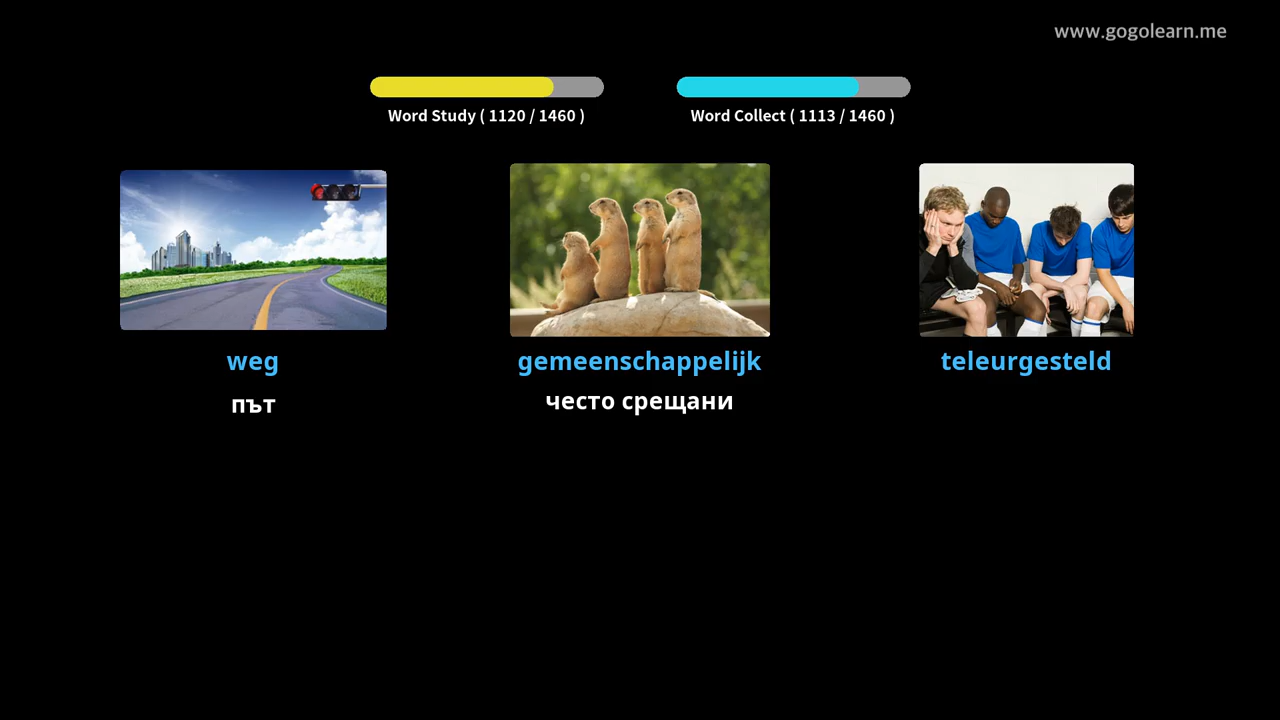 www.gogolearn.me
Word Study ( 1120 / 1460 )
Word Collect ( 1113 / 1460 )
weg
gemeenschappelijk
teleurgesteld
път
често срещани